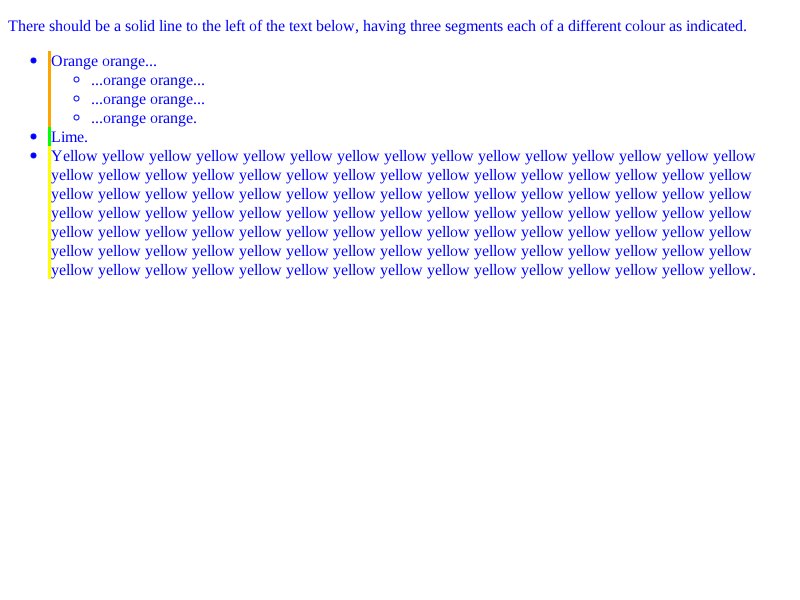 There should be a solid line to the left of the text below, having three segments each of a different colour as indicated.
Orange orange...
...orange orange...
...orange orange...
...orange orange.
Lime.
Yellow yellow yellow yellow yellow yellow yellow yellow yellow yellow yellow yellow yellow yellow yellow
yellow yellow yellow yellow yellow yellow yellow yellow yellow yellow yellow yellow yellow yellow yellow
yellow yellow yellow yellow yellow yellow yellow yellow yellow yellow yellow yellow yellow yellow yellow
yellow yellow yellow yellow yellow yellow yellow yellow yellow yellow yellow yellow yellow yellow yellow
yellow yellow yellow yellow yellow yellow yellow yellow yellow yellow yellow yellow yellow yellow yellow
yellow yellow yellow yellow yellow yellow yellow yellow yellow yellow yellow yellow yellow yellow yellow
yellow yellow yellow yellow yellow yellow yellow yellow yellow yellow yellow yellow yellow yellow yellow.